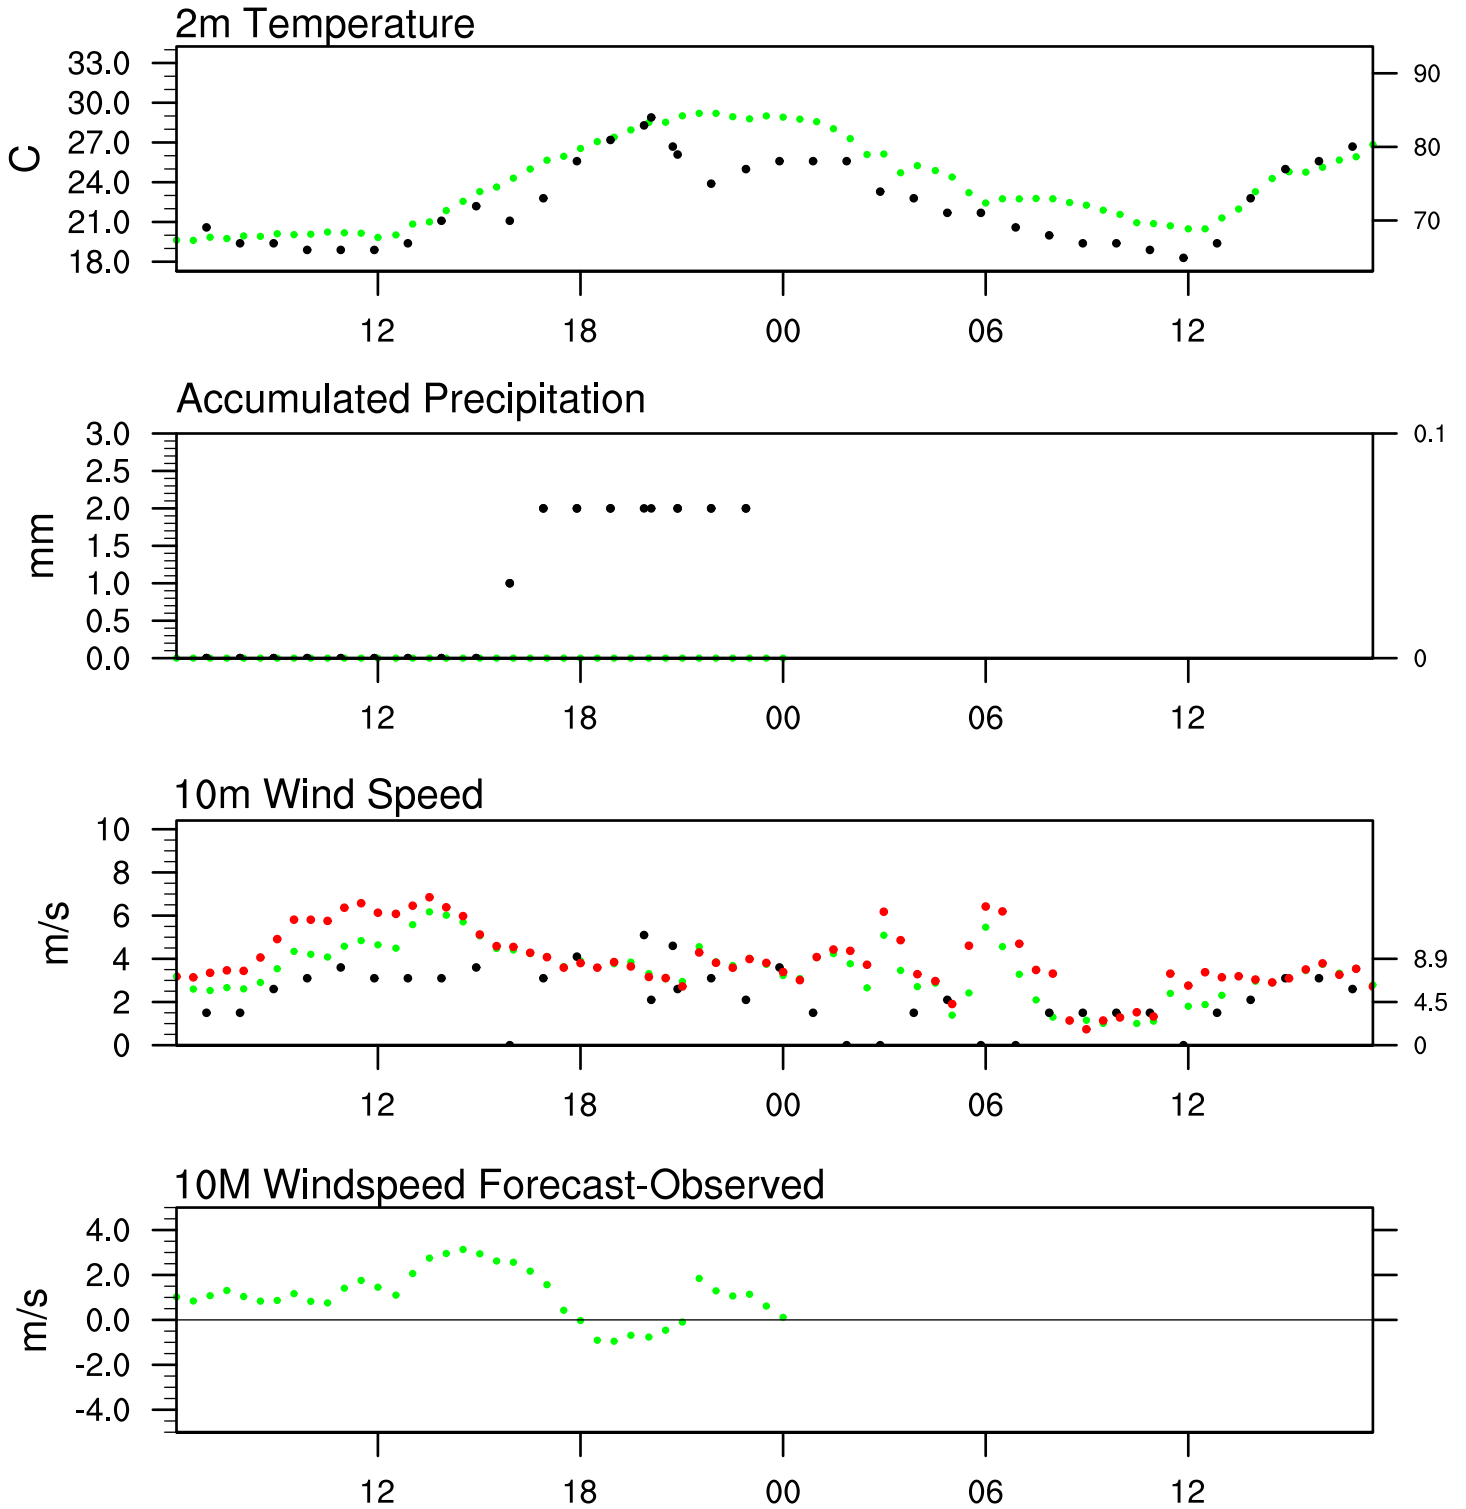 2m Temperature
33.0
30.0
27.0
24.0
21.0
18.0
C
90
80
70
12 18 00 06 12
Accumulated Precipitation
3.0
2.5
2.0
1.5
1.0
0.5
0.0
mm
0.1
0
12 18 00 06 12
10m Wind Speed
10
8
6
4
2
0
m/s
8.9
4.5
0
12 18 00 06 12
10M Windspeed Forecast-Observed
4.0
2.0
0.0
-2.0
-4.0
m/s
12 18 00 06 12